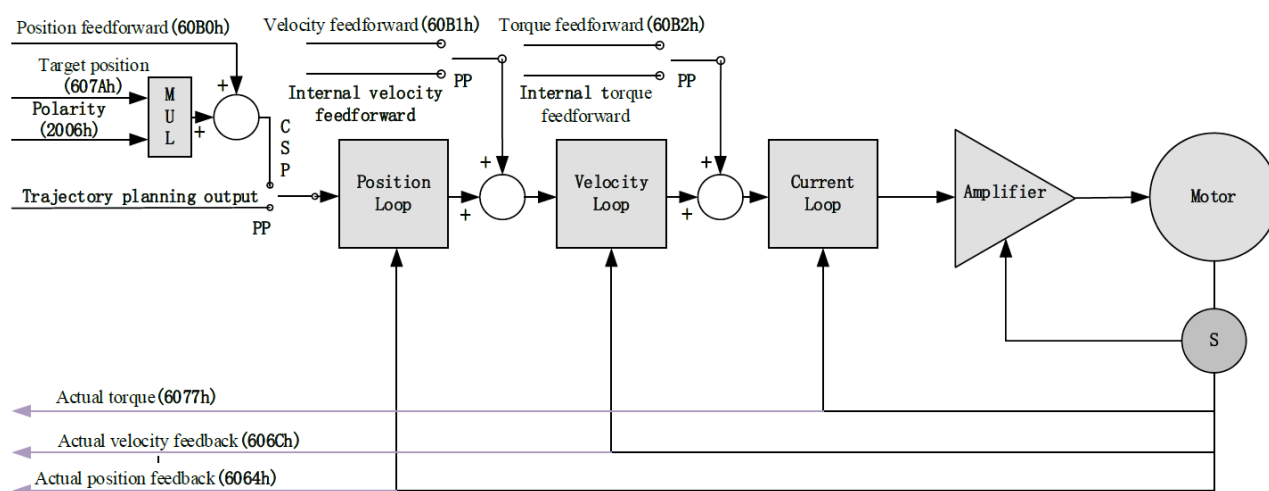 Position feedforward (60B0h)
Velocity feedforward (60B1h)
Torque feedforward (60B2h)
Target position
(607Ah)
Polarity
(2006h)
M
U
L
+
+
C
S
P
PP
PP
Internal velocity
feedforward
Internal torque
feedforward
Trajectory planning output
PP
Position
Loop
+
+
Velocity
Loop
+
+
Current
Loop
Amplifier
Motor
S
Actual torque (6077h)
Actual velocity feedback (606Ch)
Actual position feedback (6064h)